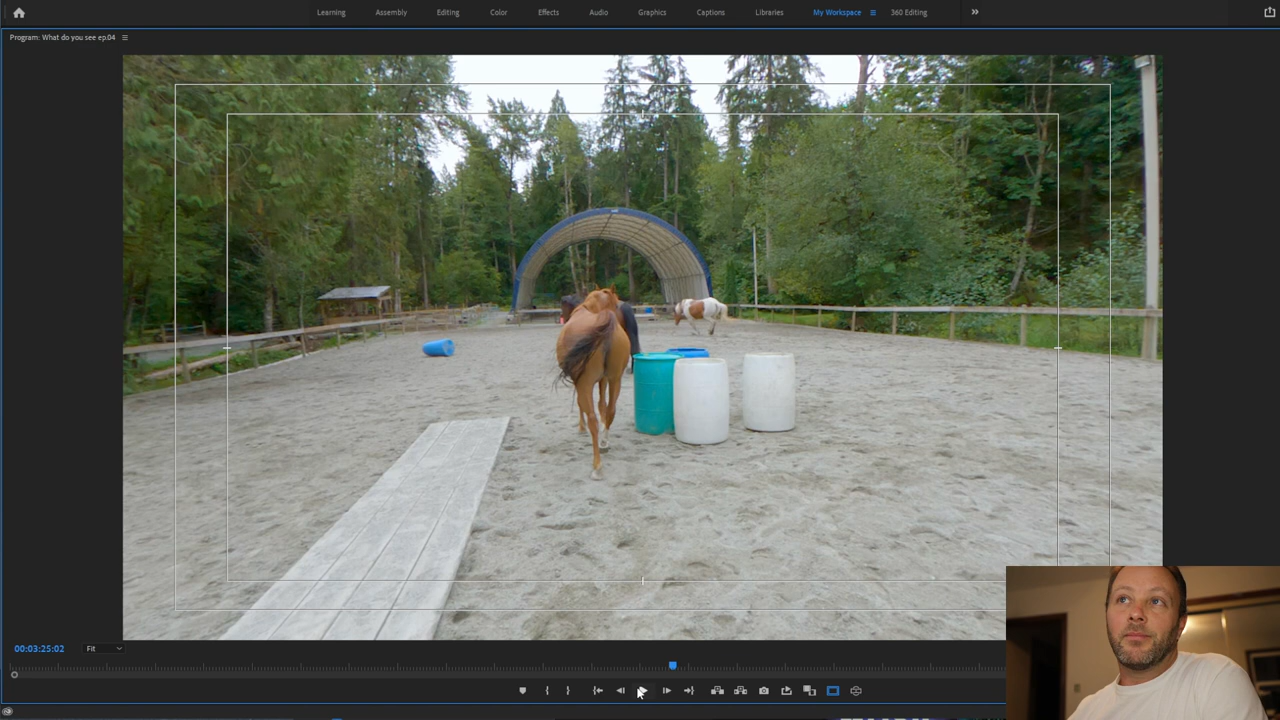 Learning Assembly Editing Color Effects Audio Graphics Captions Libraries My Workspace 360 Editing
Program: What do you see ep.04
00:03:25:02 Fit